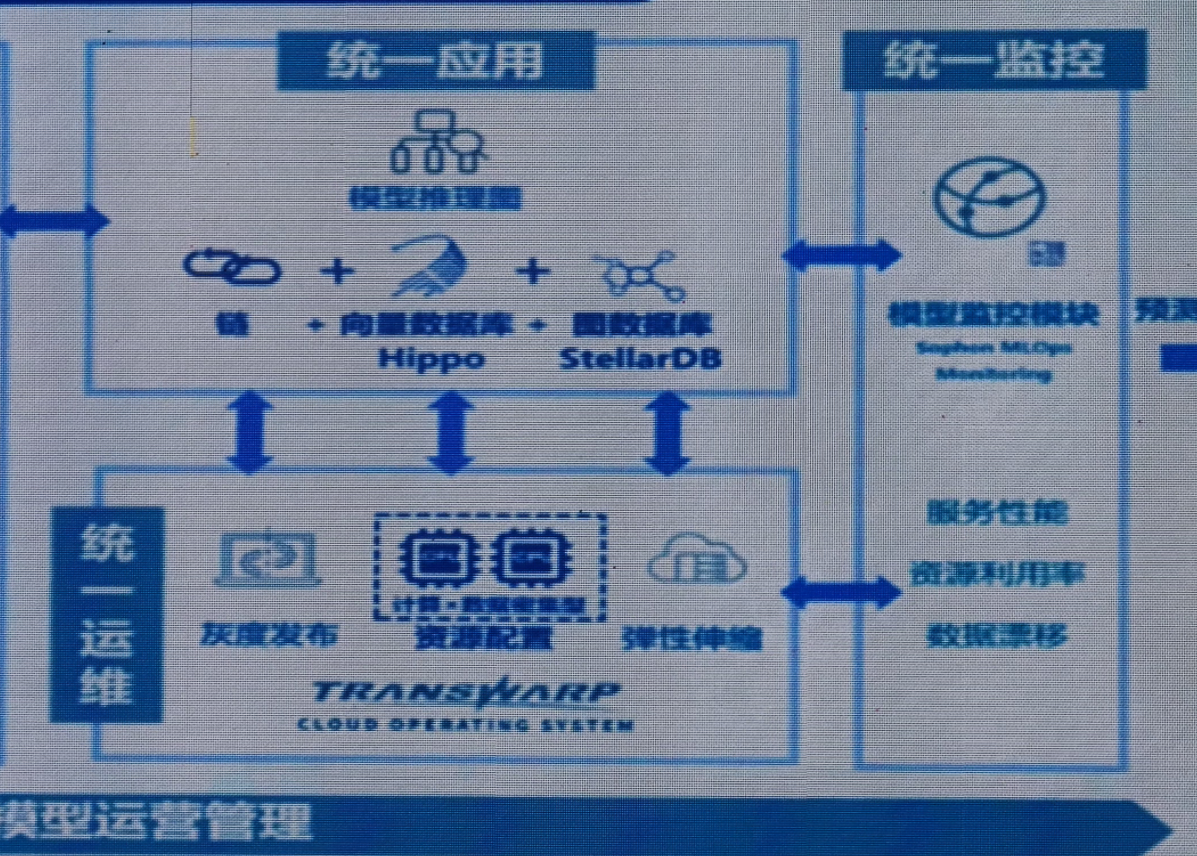 统一应用
模型推理图
+ +
链 + 向量数据库 + 图数据库
Hippo StellarDB
统一监控
模型监控模块
Sophon MLOps
Monitoring
服务性能
资源利用率
数据漂移
预测
统一运维
计算·数据密集型
灰度发布 资源配置 弹性伸缩
TRANSWARP
CLOUD OPERATING SYSTEM
模型运营管理